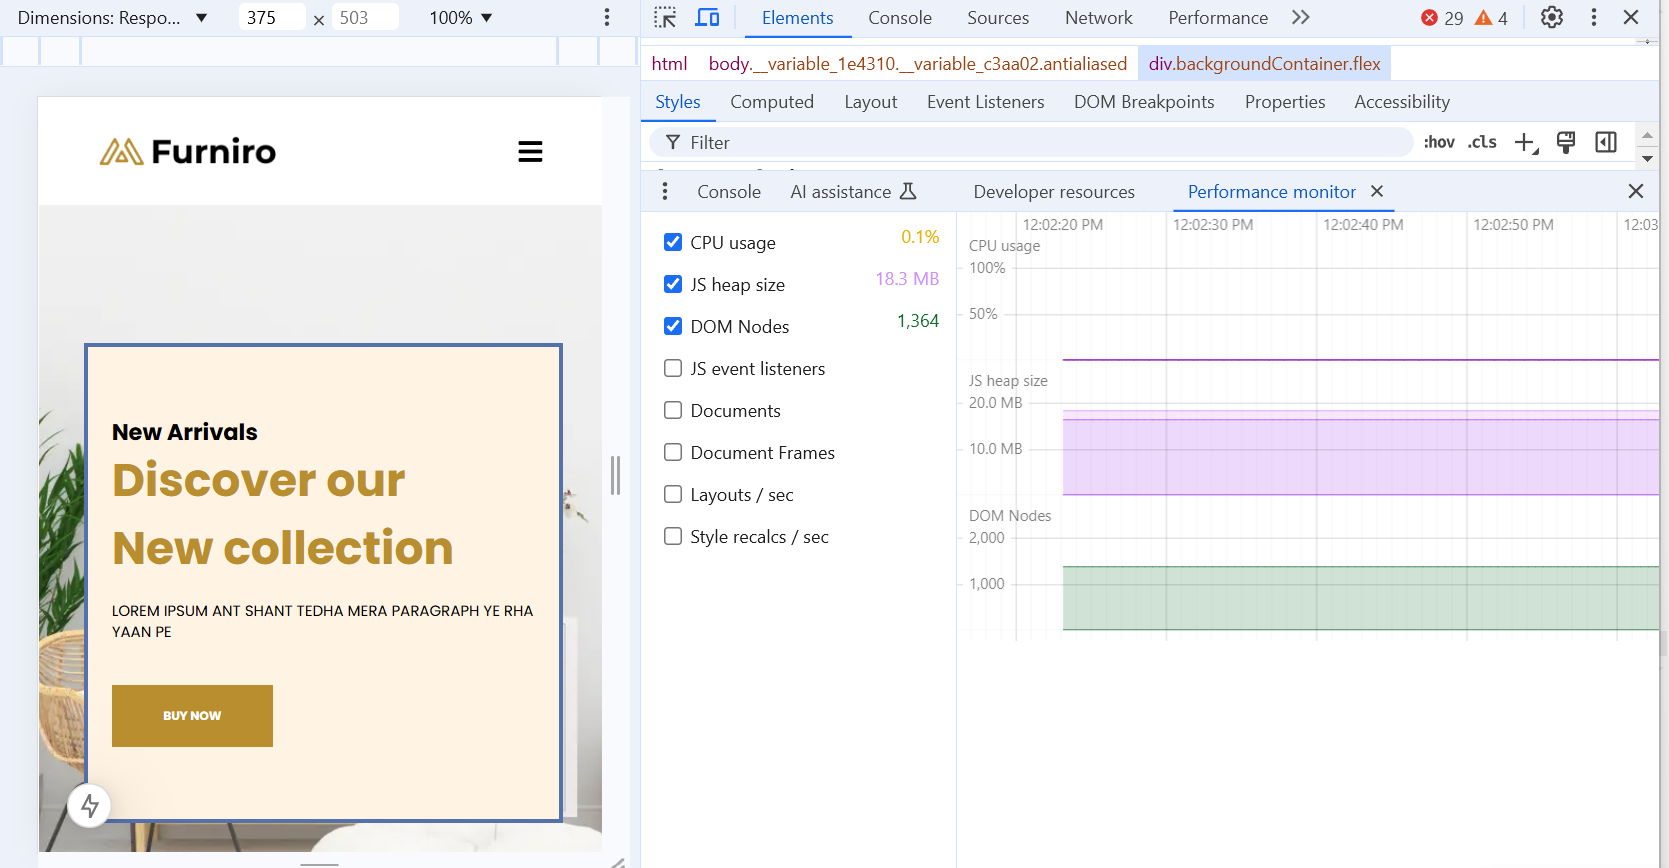 Dimensions: Respo... ▼ 375 × 503 100% ▼
Elements Console Sources Network Performance 29 4
html body.__variable_1e4310.__variable_c3aa02.antialiased div.backgroundContainer.flex
Styles Computed Layout Event Listeners DOM Breakpoints Properties Accessibility
Filter :hov .cls
Console AI assistance Developer resources Performance monitor
CPU usage 0.1%
JS heap size 18.3 MB
DOM Nodes 1,364
JS event listeners
Documents
Document Frames
Layouts / sec
Style recalcs / sec
12:02:20 PM 12:02:30 PM 12:02:40 PM 12:02:50 PM 12:03
CPU usage
100%
50%
JS heap size
20.0 MB
10.0 MB
DOM Nodes
2,000
1,000
Furniro
New Arrivals
Discover our
New collection
LOREM IPSUM ANT SHANT TEDHA MERA PARAGRAPH YE RHA
YAAN PE
BUY NOW